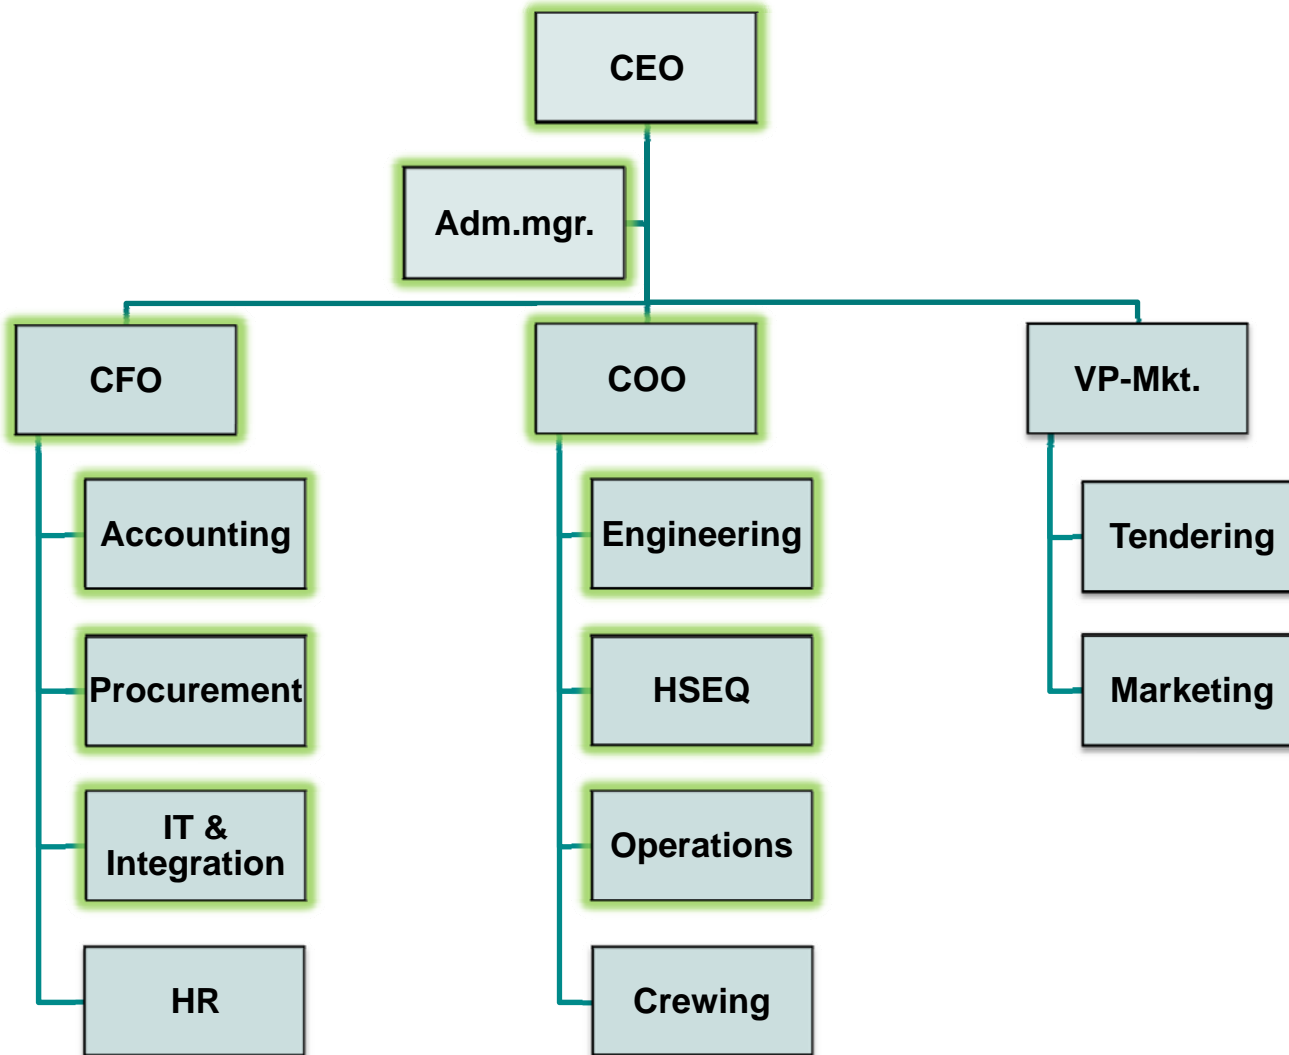 CEO
Adm.mgr.
CFO
COO
VP-Mkt.
Accounting
Engineering
Tendering
Procurement
HSEQ
Marketing
IT &
Integration
Operations
HR
Crewing